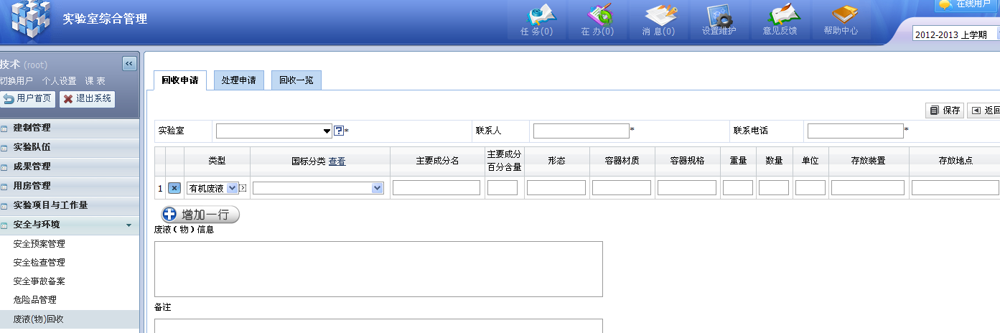 实验室综合管理
任 务(0) 在 办(0) 消 息(0) 设置维护 意见反馈 帮助中心
在线用户
2012-2013 上学期
技术 (root)
切换用户 个人设置 课 表
用户首页 退出系统
建制管理
实验队伍
成果管理
用房管理
实验项目与工作量
安全与环境
安全预案管理
安全检查管理
安全事故备案
危险品管理
废液(物)回收
回收申请 处理申请 回收一览
保存 返回
实验室 * 联系人 * 联系电话 *
类型 国标分类 查看 主要成分名 主要成分 百分含量 形态 容器材质 容器规格 重量 数量 单位 存放装置 存放地点
1 有机废液
增加一行
废液(物)信息
备注